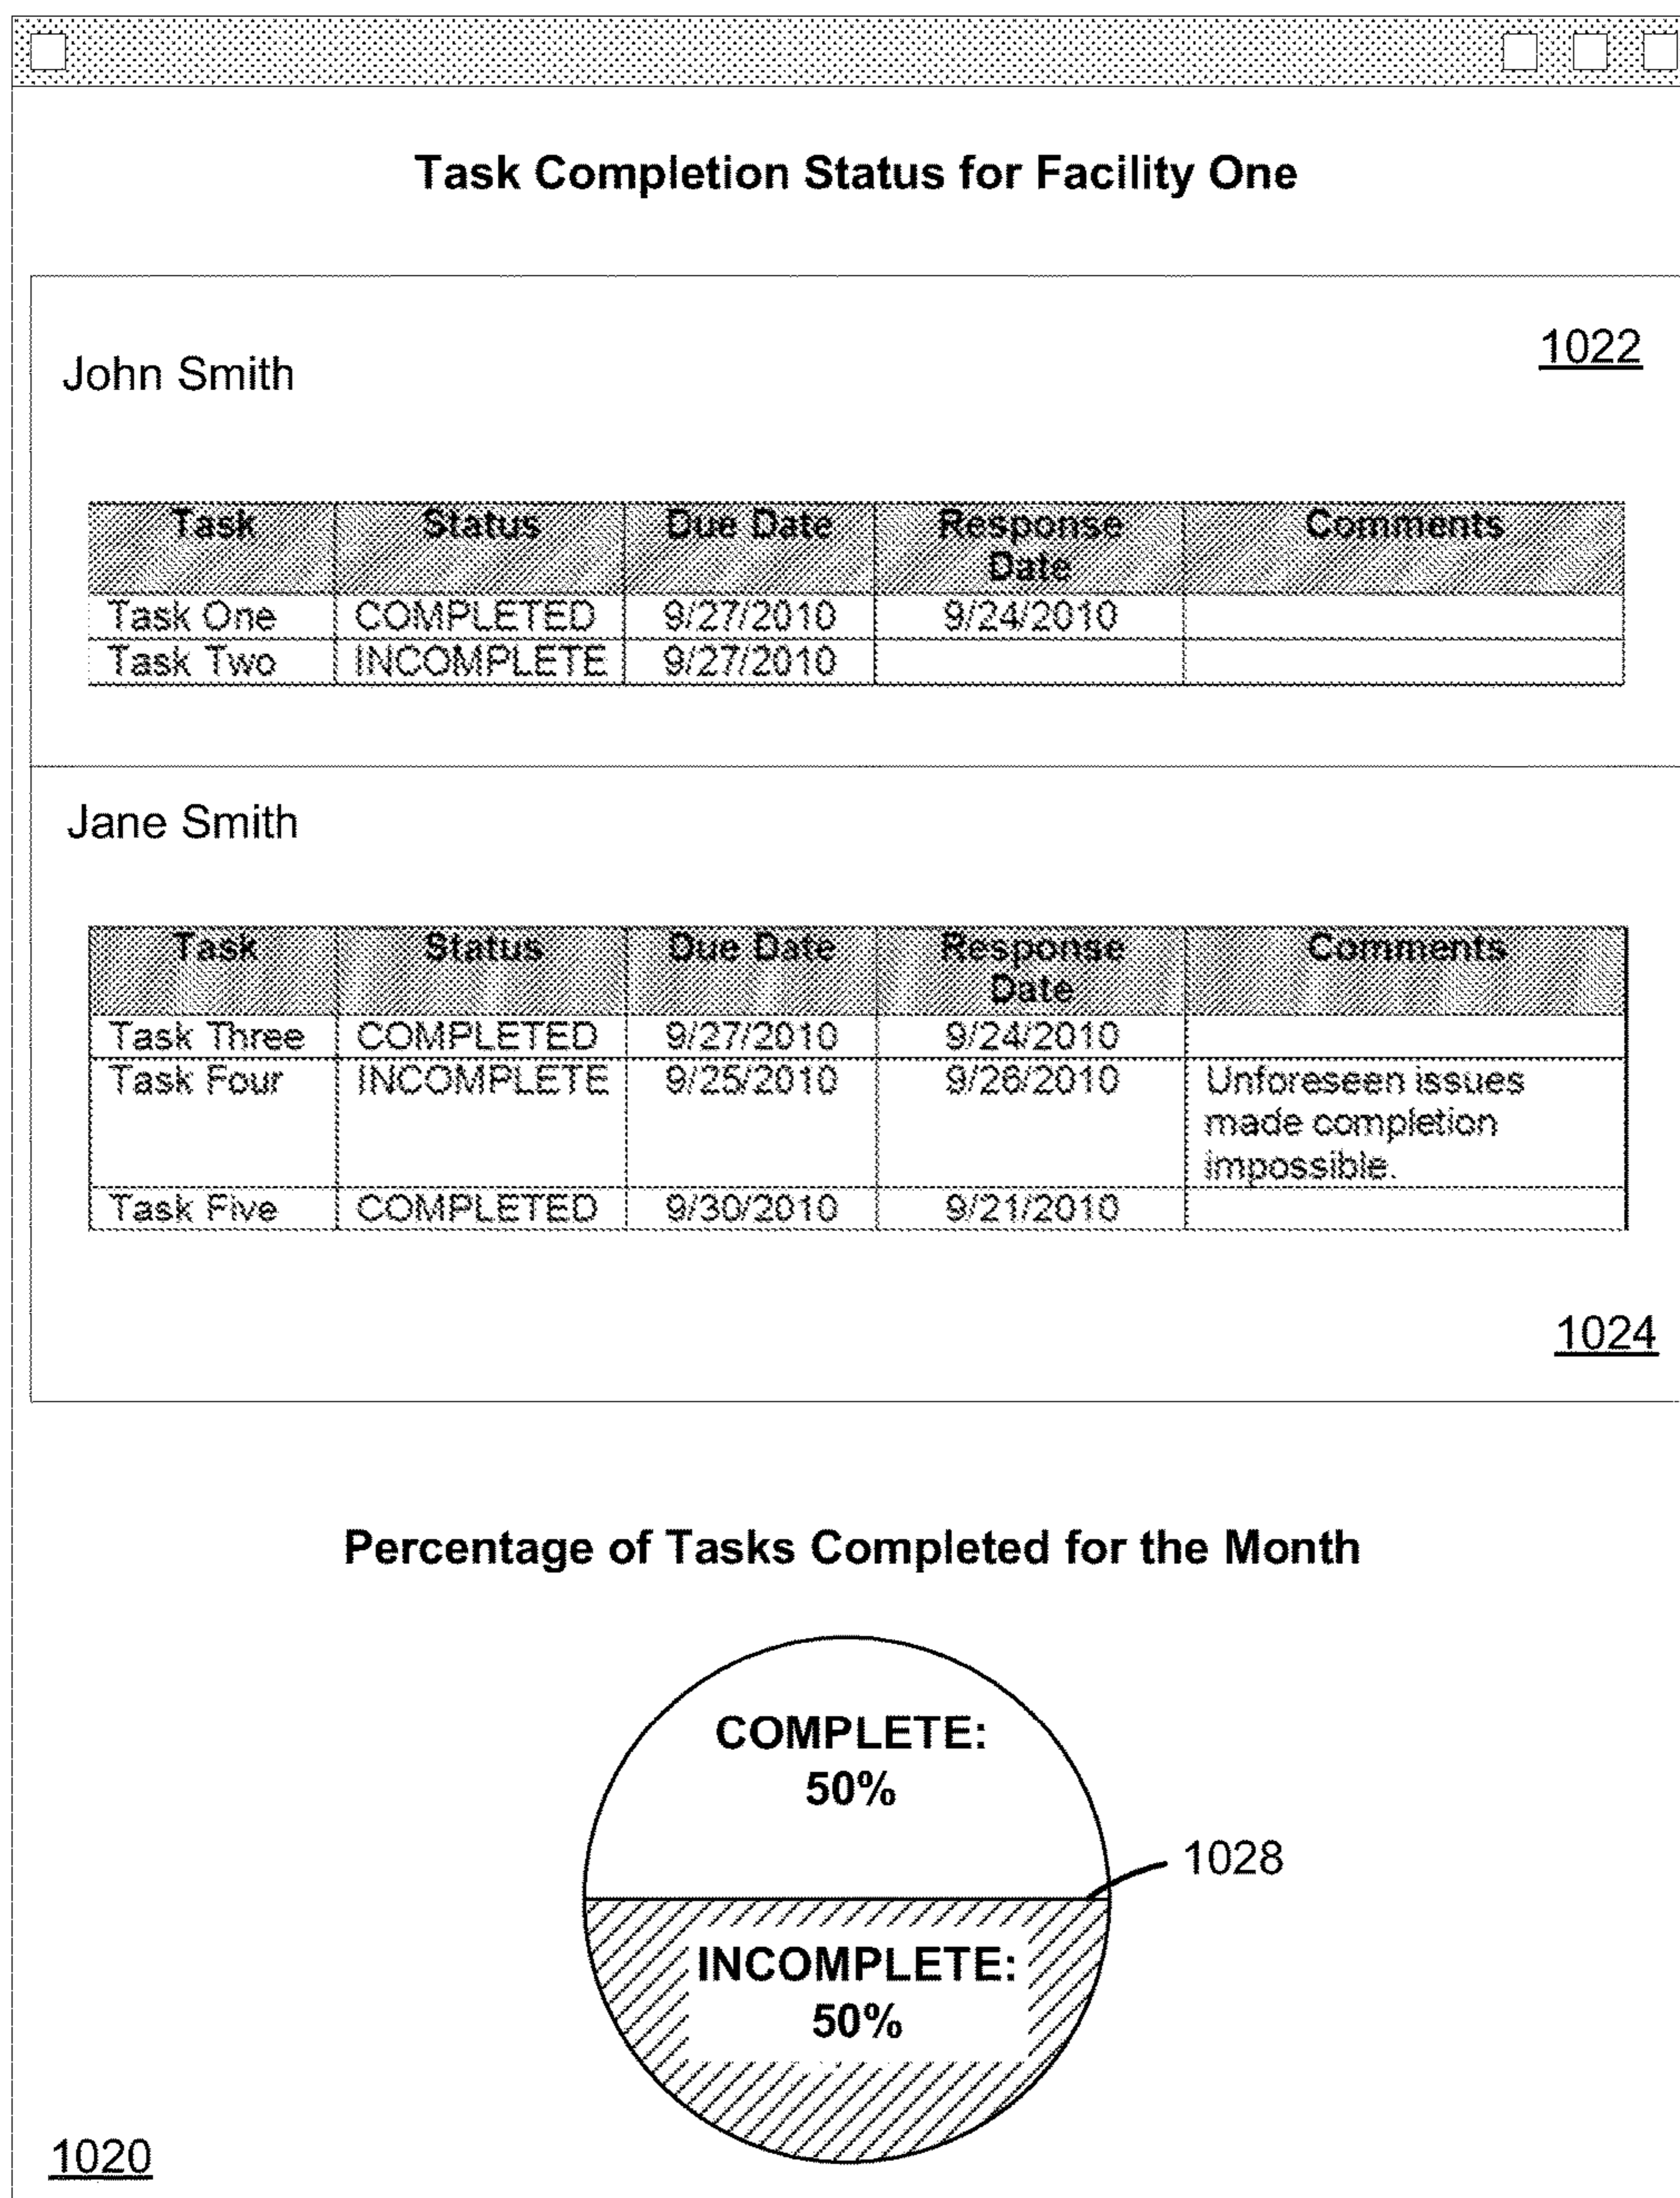 Task Completion Status for Facility One
1022
John Smith
Task Status Due Date Response Date Comments
Task One COMPLETED 9/27/2010 9/24/2010
Task Two INCOMPLETE 9/27/2010
Jane Smith
Task Status Due Date Response Date Comments
Task Three COMPLETED 9/27/2010 9/24/2010
Task Four INCOMPLETE 9/25/2010 9/26/2010 Unforeseen issues
made completion
impossible.
Task Five COMPLETED 9/30/2010 9/21/2010
1024
Percentage of Tasks Completed for the Month
COMPLETE:
50%
1028
INCOMPLETE:
50%
1020